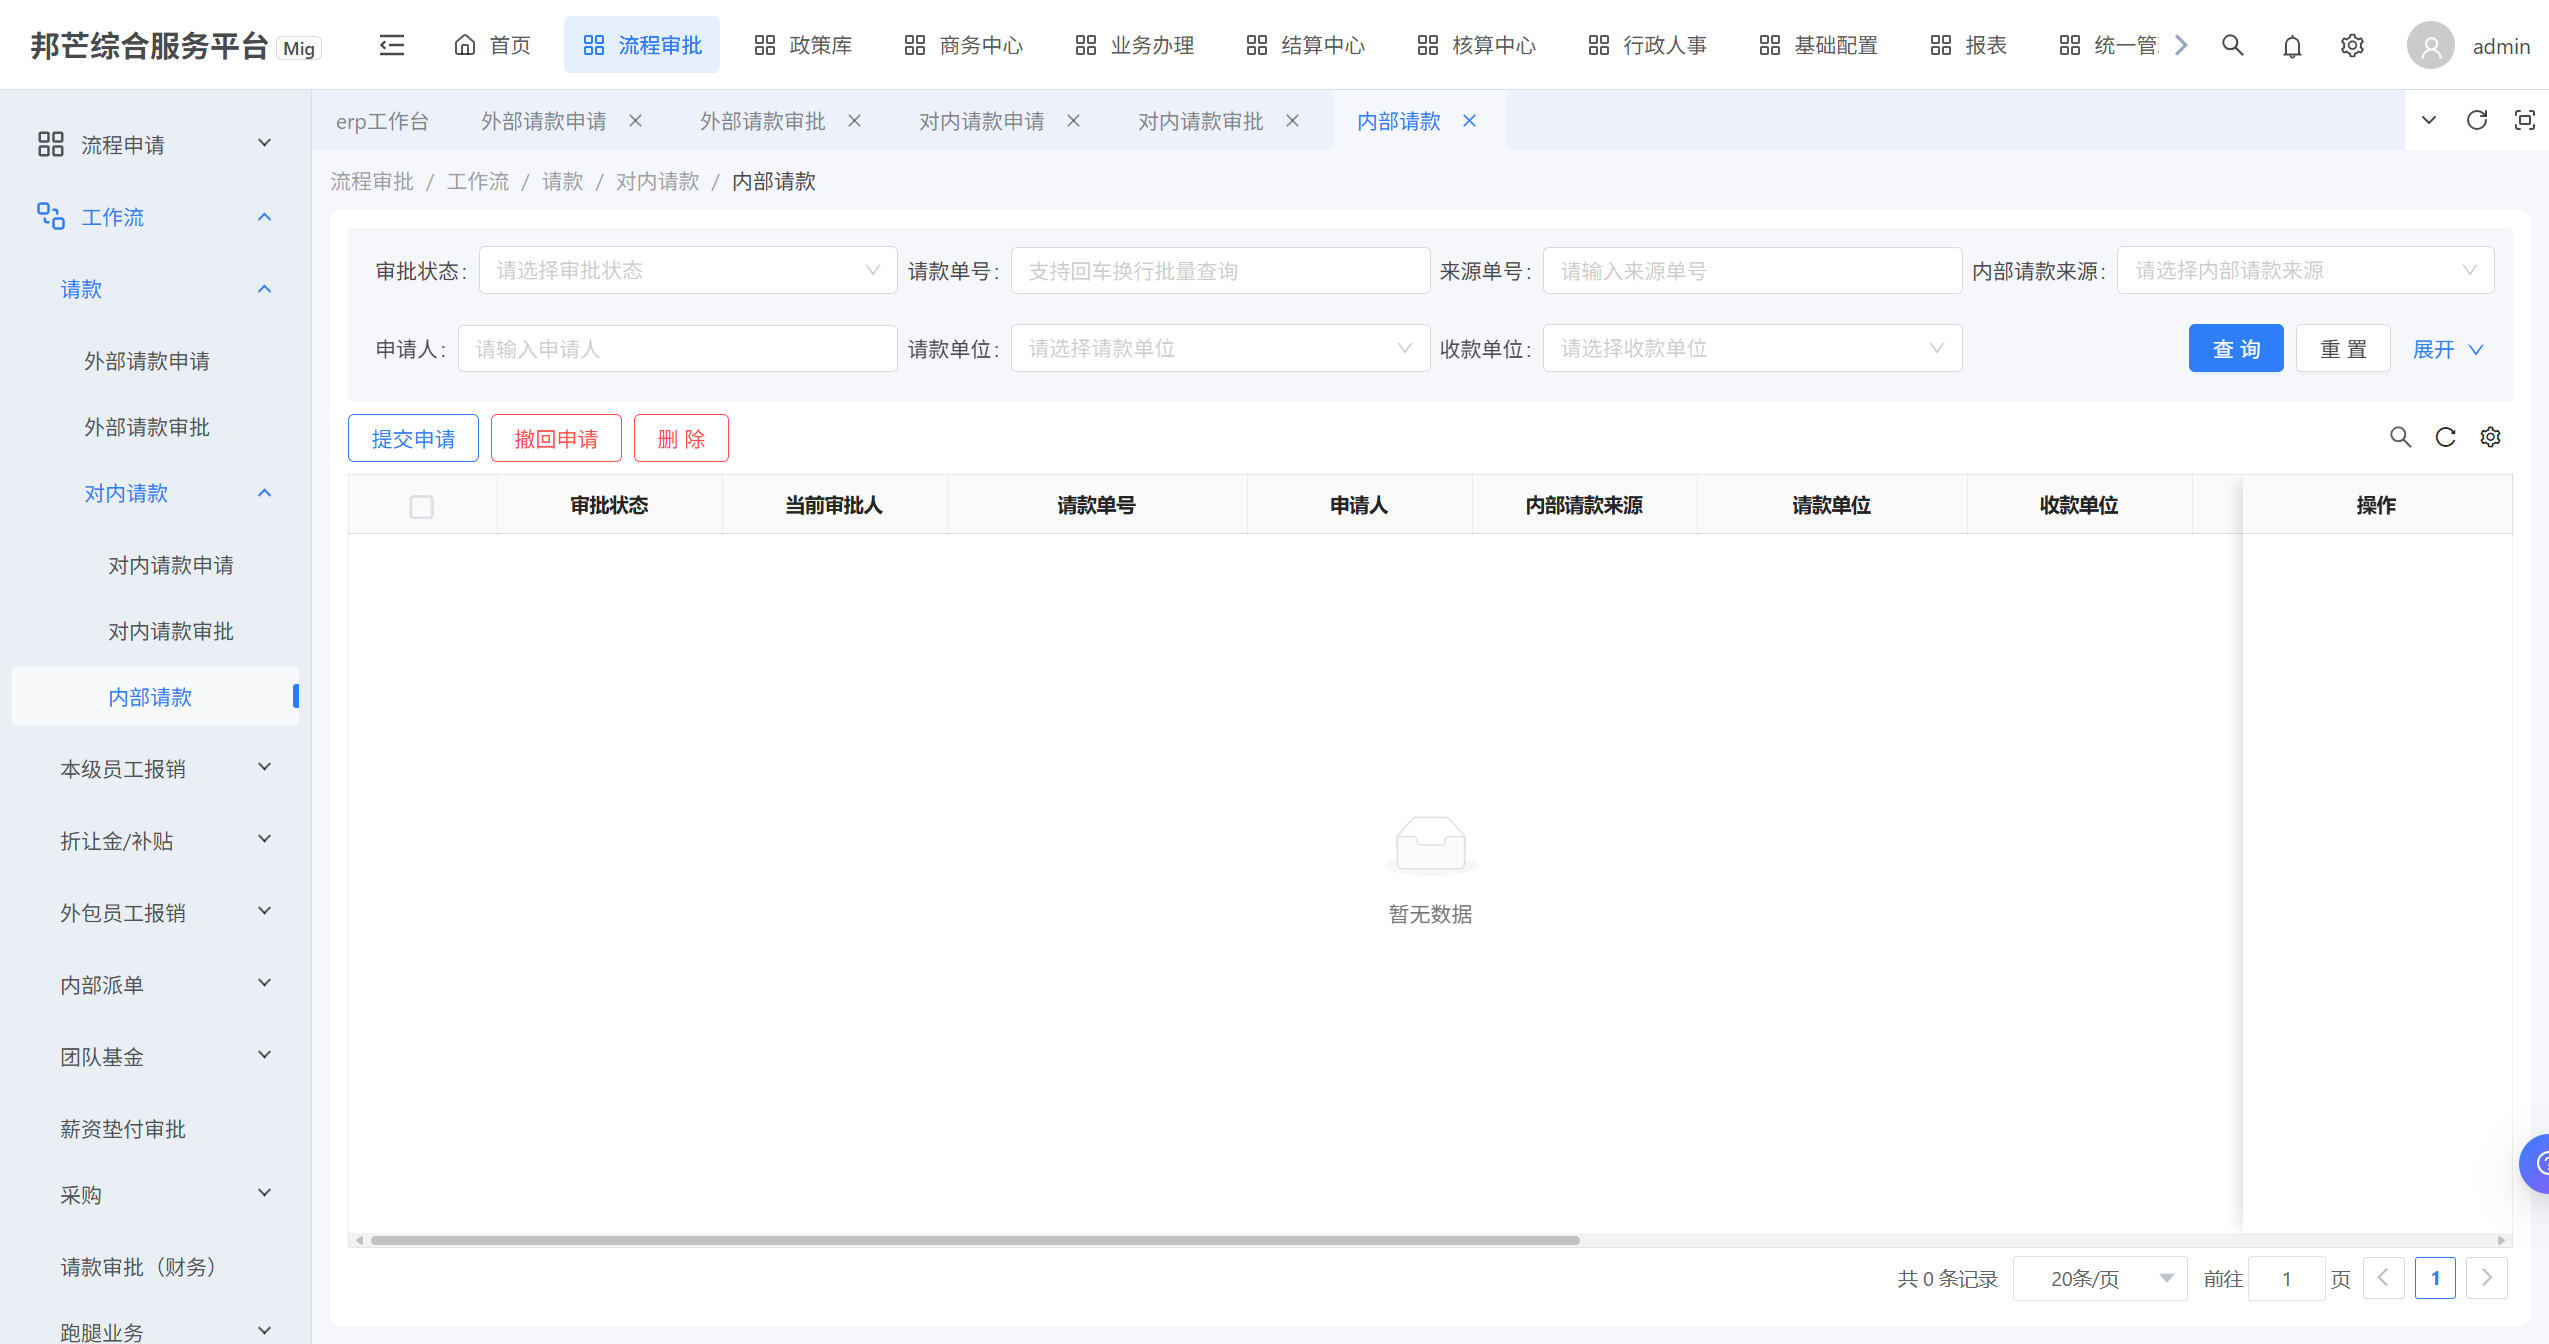 邦芒综合服务平台 Mig
首页 流程审批 政策库 商务中心 业务办理 结算中心 核算中心 行政人事 基础配置 报表 统一管 admin
erp工作台 外部请款申请 外部请款审批 对内请款申请 对内请款审批 内部请款
流程审批 / 工作流 / 请款 / 对内请款 / 内部请款
流程申请
工作流
请款
外部请款申请
外部请款审批
对内请款
对内请款申请
对内请款审批
内部请款
本级员工报销
折让金/补贴
外包员工报销
内部派单
团队基金
薪资垫付审批
采购
请款审批（财务）
跑腿业务
审批状态: 请选择审批状态 请款单号: 支持回车换行批量查询 来源单号: 请输入来源单号 内部请款来源: 请选择内部请款来源
申请人: 请输入申请人 请款单位: 请选择请款单位 收款单位: 请选择收款单位 查 询 重 置 展开
提交申请 撤回申请 删 除
审批状态 当前审批人 请款单号 申请人 内部请款来源 请款单位 收款单位 操作
暂无数据
共 0 条记录 20条/页 前往 1 页 1